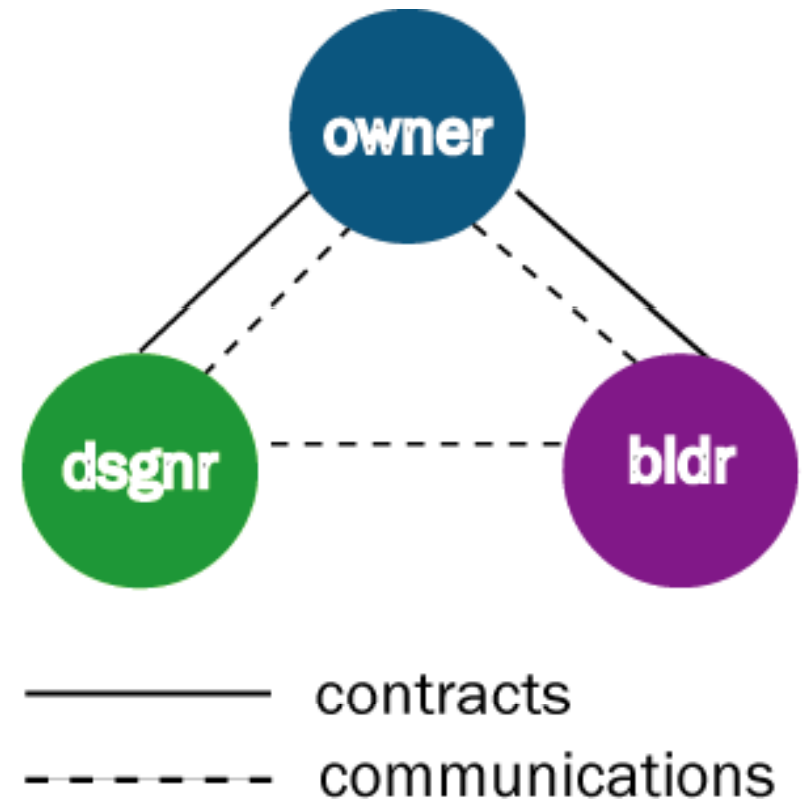 owner
dsgnr
bldr
contracts
communications